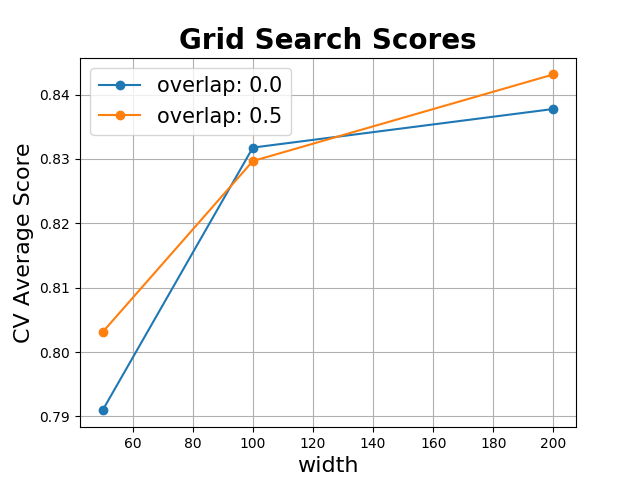 Grid Search Scores
overlap: 0.0
overlap: 0.5
CV Average Score
0.84
0.83
0.82
0.81
0.80
0.79
60 80 100 120 140 160 180 200
width